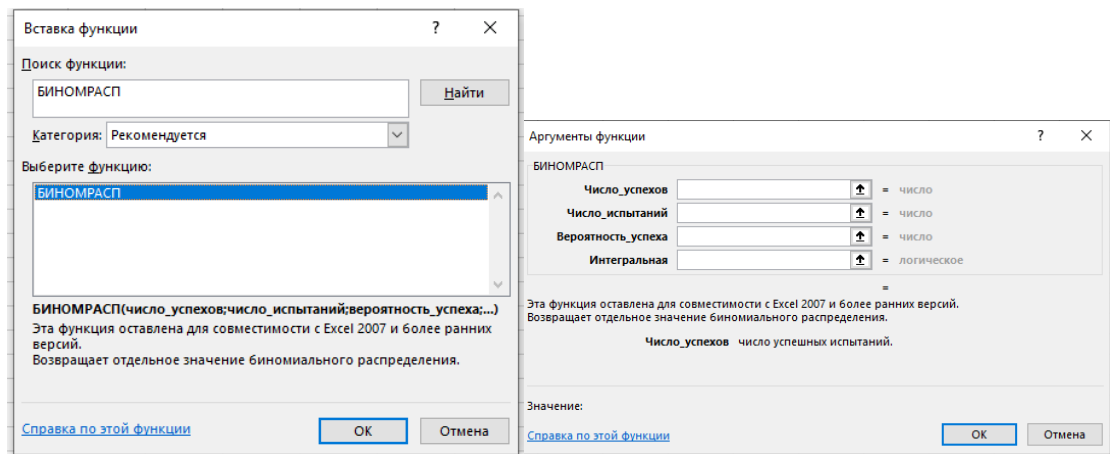 Вставка функции ? ×
Поиск функции:
БИНОМРАСП
Найти
Категория: Рекомендуется
Выберите функцию:
БИНОМРАСП
БИНОМРАСП(число_успехов;число_испытаний;вероятность_успеха;...)
Эта функция оставлена для совместимости с Excel 2007 и более ранних
версий.
Возвращает отдельное значение биномиального распределения.
Справка по этой функции
ОК
Отмена
Аргументы функции ? ×
БИНОМРАСП
Число_успехов = число
Число_испытаний = число
Вероятность_успеха = число
Интегральная = логическое
=
Эта функция оставлена для совместимости с Excel 2007 и более ранних версий.
Возвращает отдельное значение биномиального распределения.
Число_успехов число успешных испытаний.
Значение:
Справка по этой функции
ОК
Отмена